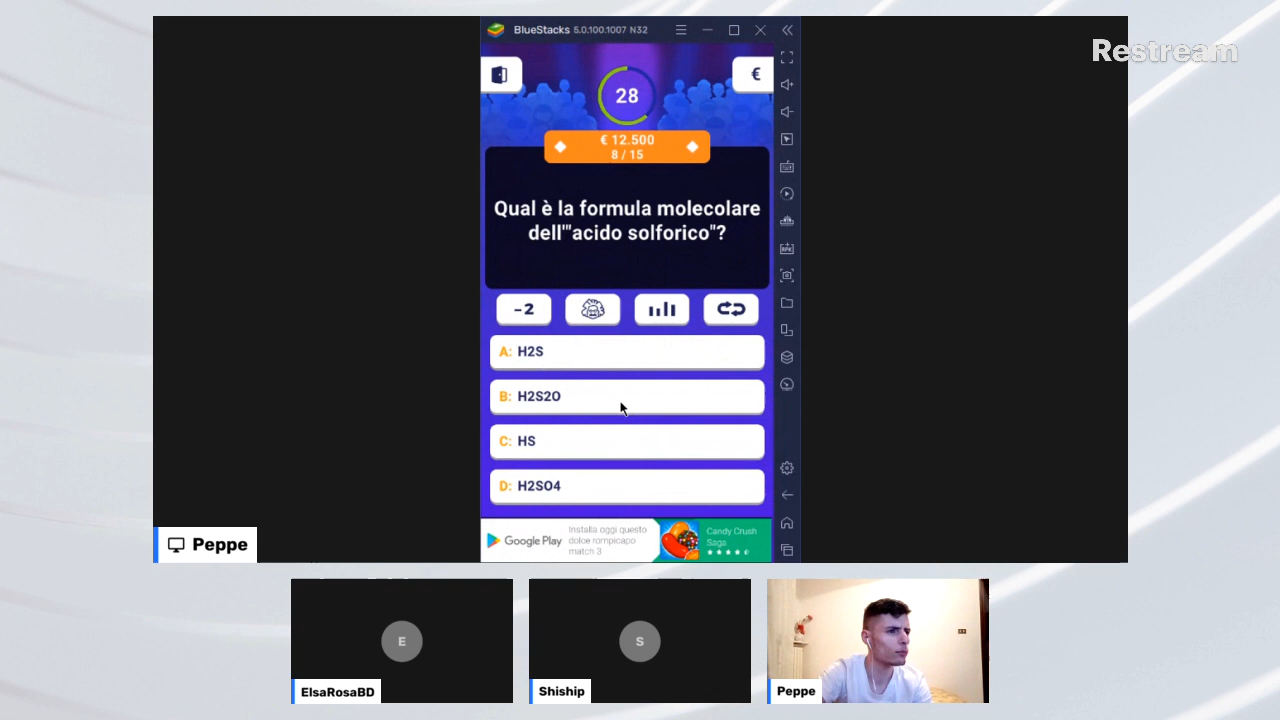 BlueStacks 5.0.100.1007 N32
Restream
€
28
€ 12.500
8 / 15
Qual è la formula molecolare
dell'"acido solforico"?
-2
A: H2S
B: H2S2O
C: HS
D: H2SO4
Google Play
Installa oggi questo
dolce rompicapo
match 3
Candy Crush
Saga
Peppe
E
ElsaRosaBD
S
Shiship
Peppe